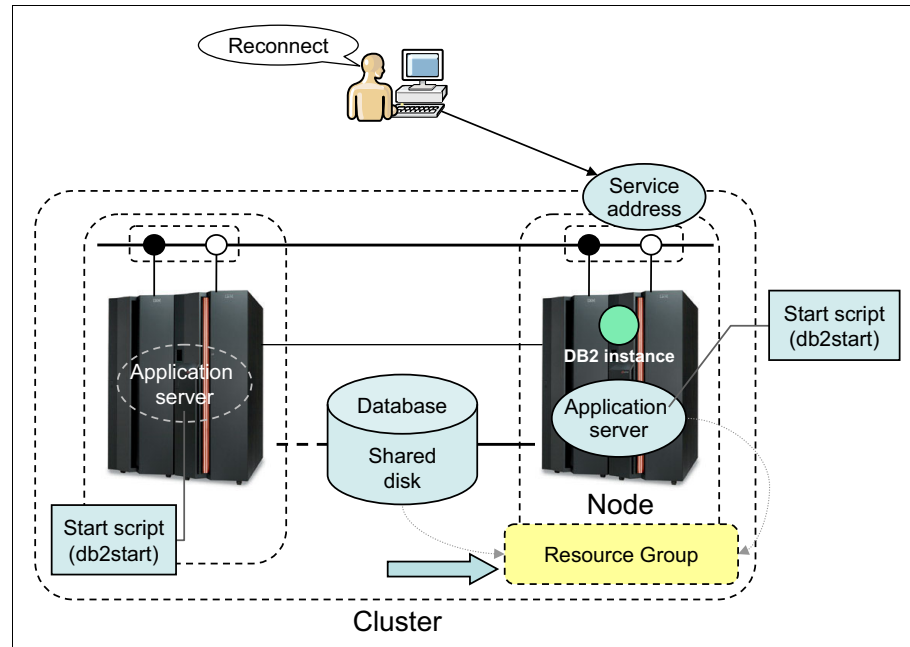 Reconnect
Service
address
Start script
(db2start)
DB2 instance
Application
server
Application
server
Database
Shared
disk
Start script
(db2start)
Node
Resource Group
Cluster